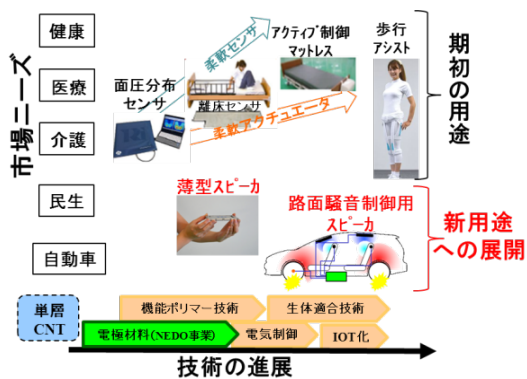 市場ニーズ
健康
医療
介護
民生
自動車
柔軟センサ
アクティブ制御
マットレス
歩行
アシスト
面圧分布
センサ
離床センサ
柔軟アクチュエータ
期初の用途
薄型スピーカ
路面騒音制御用
スピーカ
新用途
への展開
単層
CNT
機能ポリマー技術
生体適合技術
電極材料(NEDO事業)
電気制御
IOT化
技術の進展